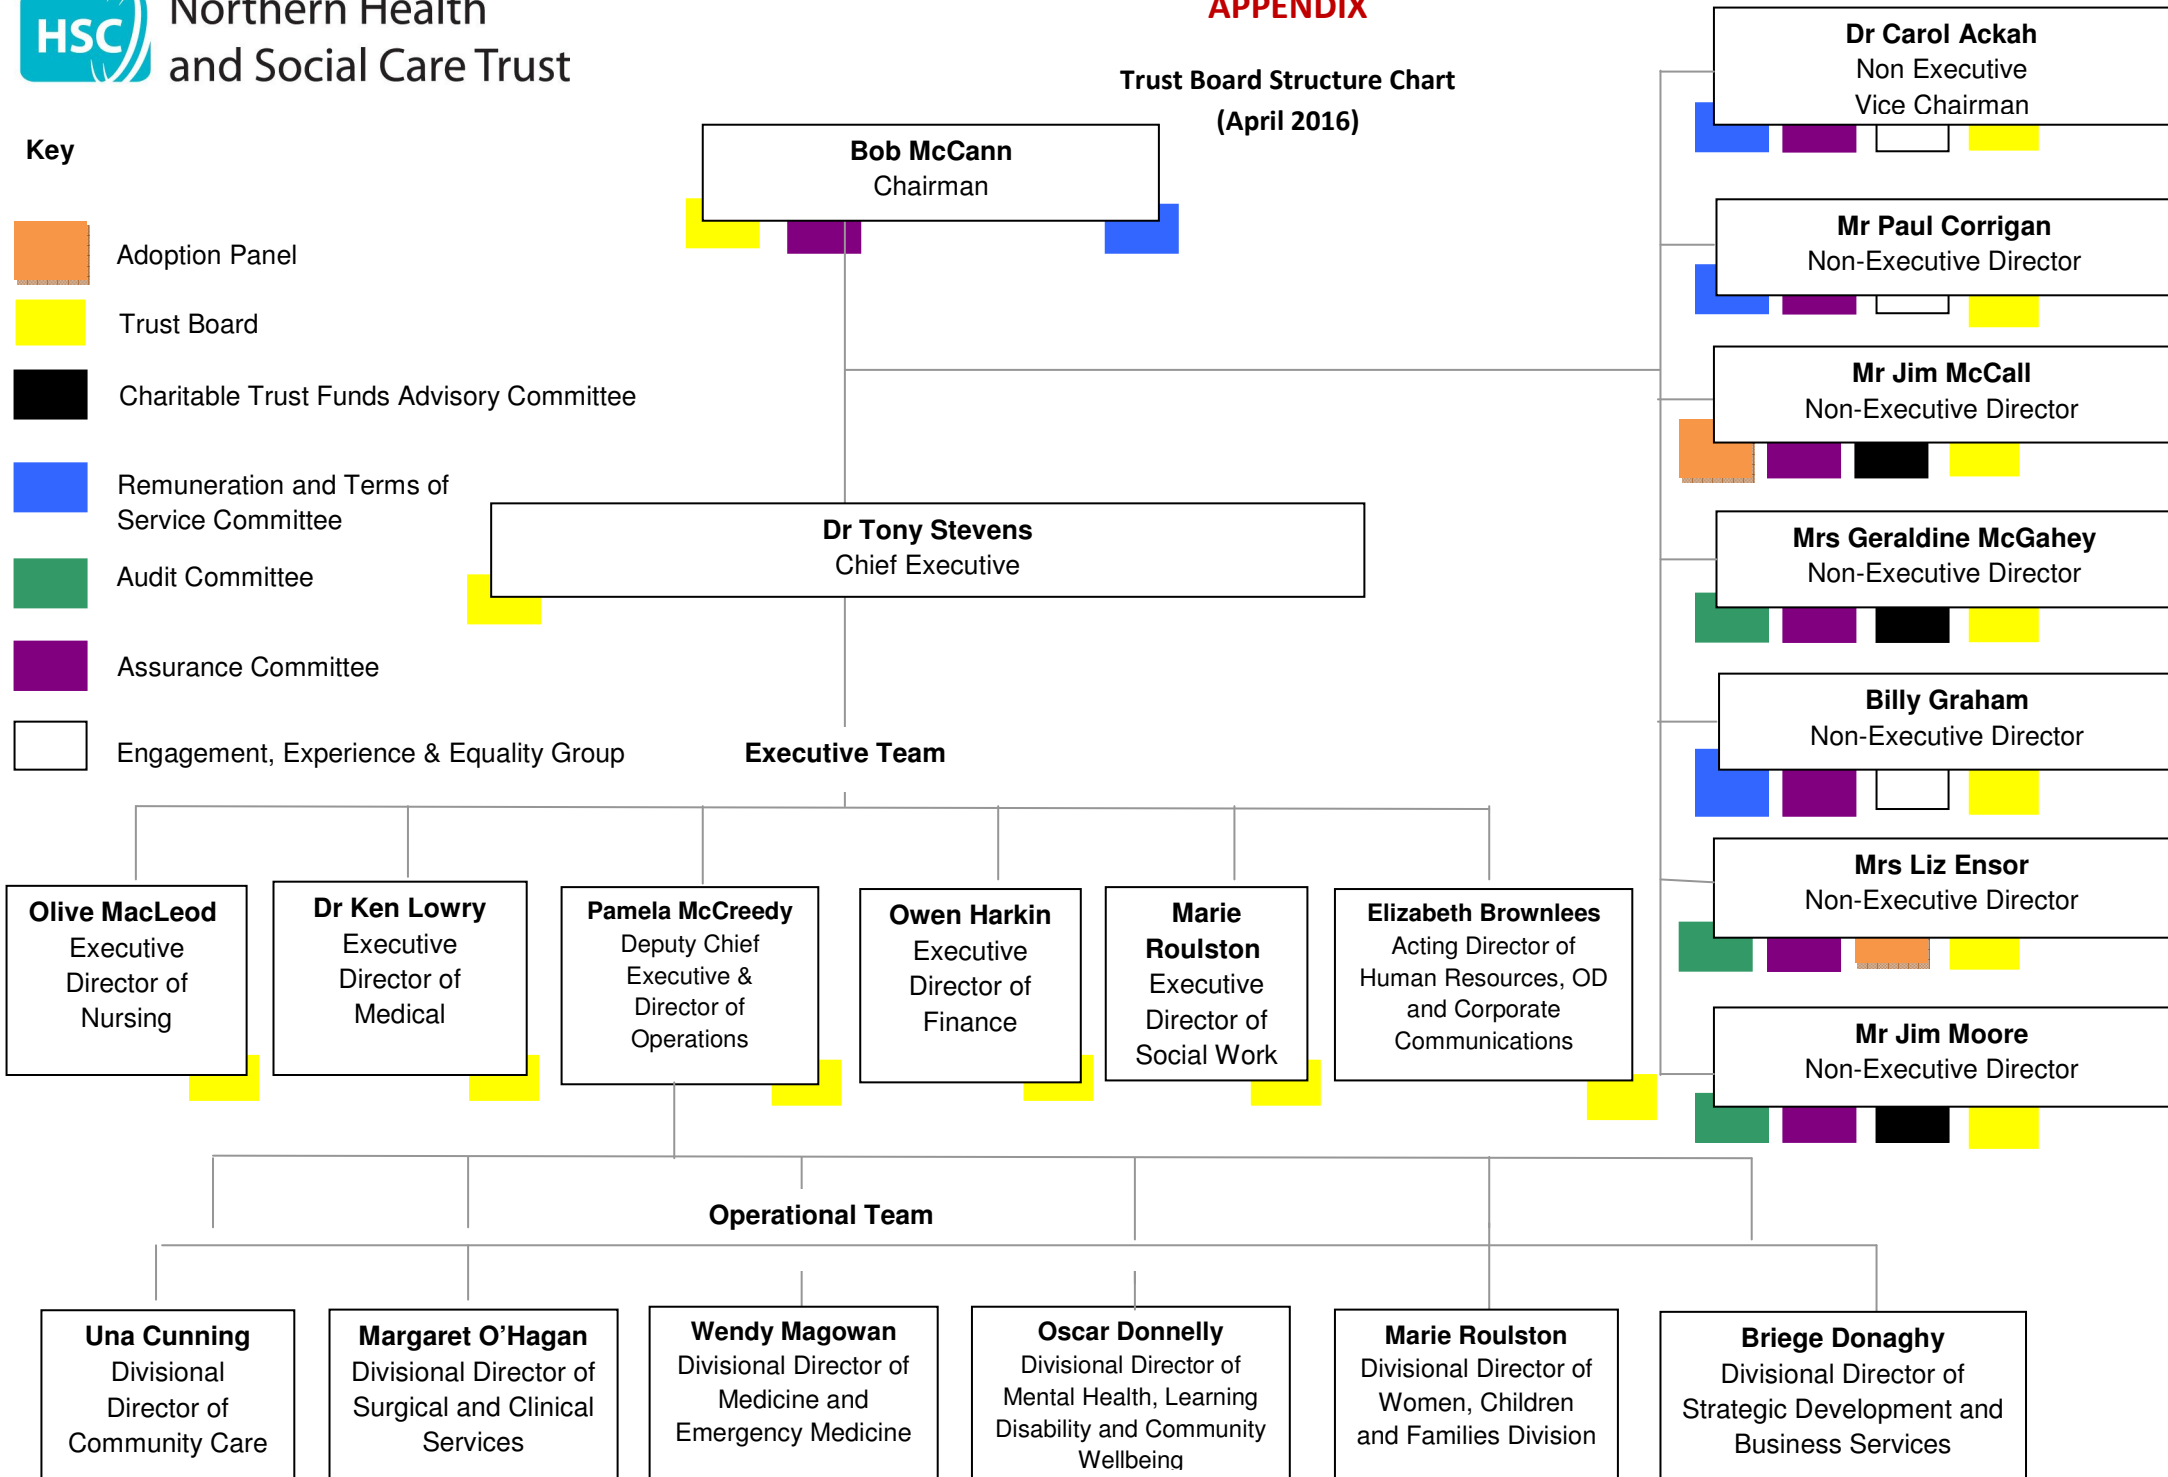 HSC
Northern Health
and Social Care Trust
APPENDIX
Trust Board Structure Chart
(April 2016)
Key
Adoption Panel
Trust Board
Charitable Trust Funds Advisory Committee
Remuneration and Terms of
Service Committee
Audit Committee
Assurance Committee
Engagement, Experience & Equality Group
Bob McCann
Chairman
Dr Tony Stevens
Chief Executive
Dr Carol Ackah
Non Executive
Vice Chairman
Mr Paul Corrigan
Non-Executive Director
Mr Jim McCall
Non-Executive Director
Mrs Geraldine McGahey
Non-Executive Director
Billy Graham
Non-Executive Director
Mrs Liz Ensor
Non-Executive Director
Mr Jim Moore
Non-Executive Director
Executive Team
Olive MacLeod
Executive
Director of
Nursing
Dr Ken Lowry
Executive
Director of
Medical
Pamela McCreedy
Deputy Chief
Executive &
Director of
Operations
Owen Harkin
Executive
Director of
Finance
Marie
Roulston
Executive
Director of
Social Work
Elizabeth Brownlees
Acting Director of
Human Resources, OD
and Corporate
Communications
Operational Team
Una Cunning
Divisional
Director of
Community Care
Margaret O’Hagan
Divisional Director of
Surgical and Clinical
Services
Wendy Magowan
Divisional Director of
Medicine and
Emergency Medicine
Oscar Donnelly
Divisional Director of
Mental Health, Learning
Disability and Community
Wellbeing
Marie Roulston
Divisional Director of
Women, Children
and Families Division
Briege Donaghy
Divisional Director of
Strategic Development and
Business Services